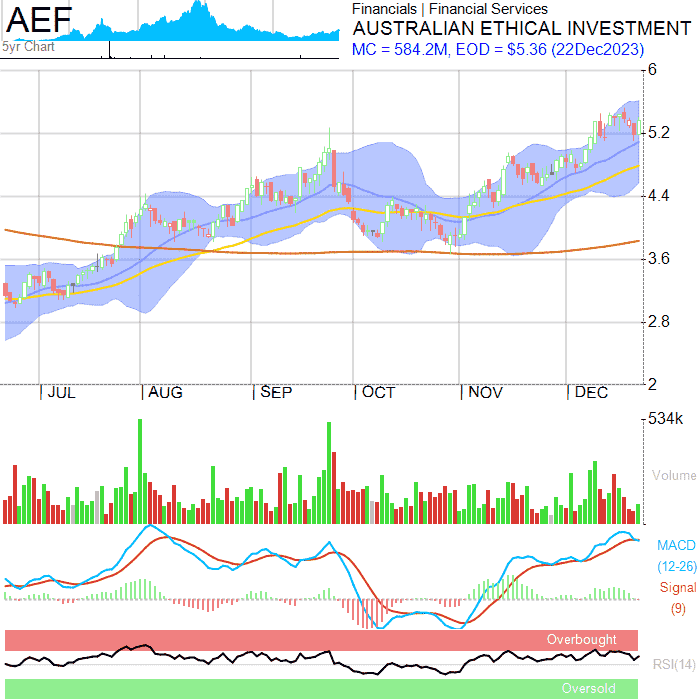 AEF
5yr Chart
Financials | Financial Services
AUSTRALIAN ETHICAL INVESTMENT
MC = 584.2M, EOD = $5.36 (22Dec2023)
6
5.2
4.4
3.6
2.8
2
| JUL
| AUG
| SEP
| OCT
| NOV
| DEC
534k
Volume
MACD
(12-26)
Signal
(9)
Overbought
RSI(14)
Oversold